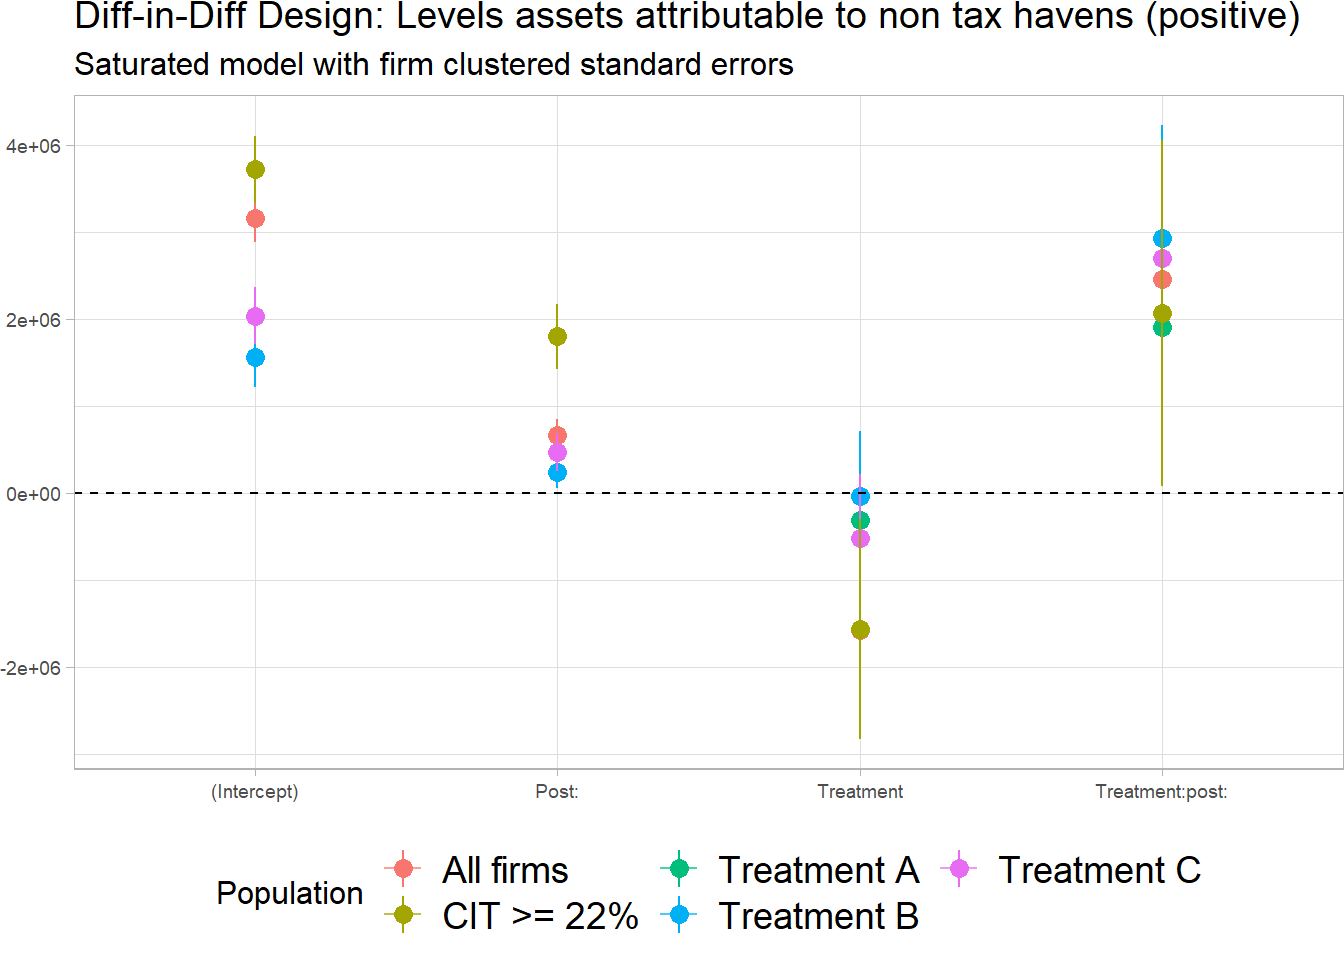 Diff-in-Diff Design: Levels assets attributable to non tax havens (positive)
Saturated model with firm clustered standard errors
4e+06
2e+06
0e+00
-2e+06
(Intercept) Post: Treatment Treatment:post:
Population
All firms Treatment A Treatment C
CIT >= 22% Treatment B